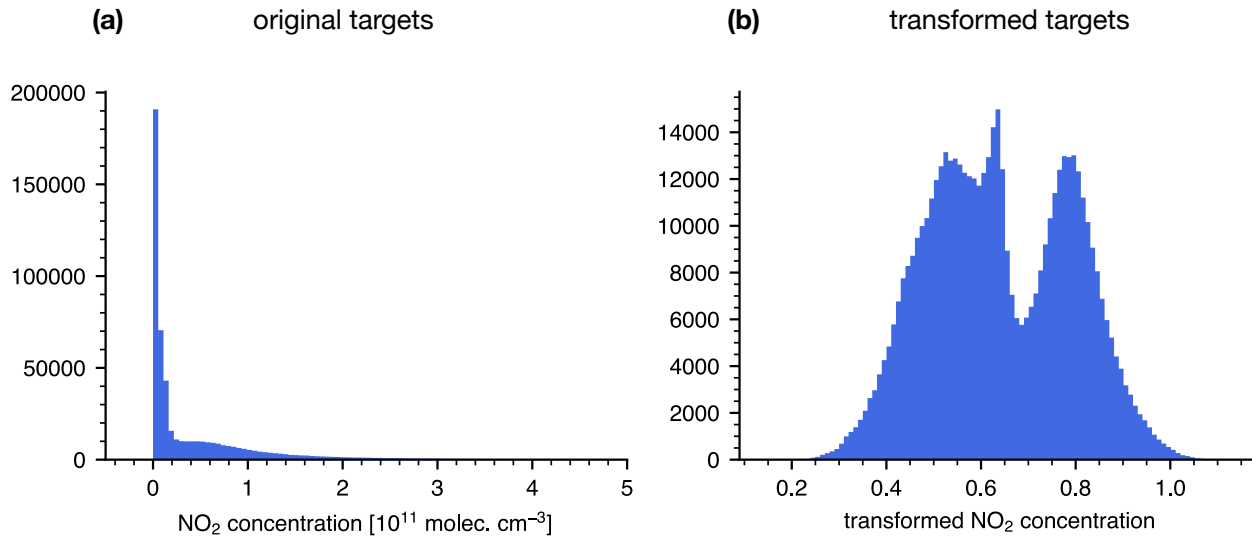 (a) original targets
200000
150000
100000
50000
0
0 1 2 3 4 5
NO₂ concentration [10¹¹ molec. cm⁻³]
(b) transformed targets
14000
12000
10000
8000
6000
4000
2000
0
0.2 0.4 0.6 0.8 1.0
transformed NO₂ concentration